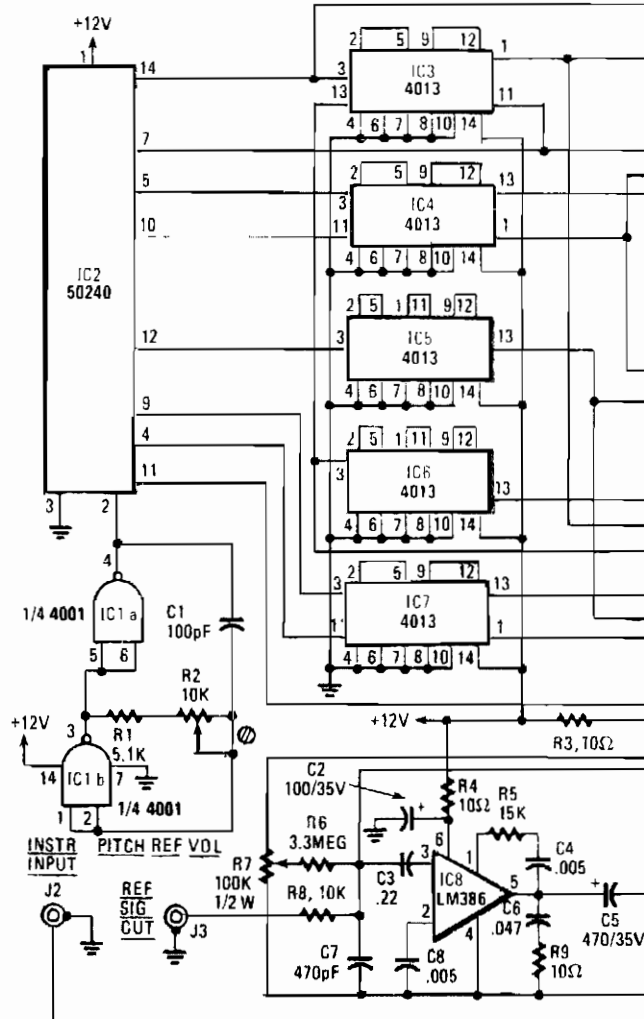 +12V
1
14
7
5
10
12
9
4
11
IC2
50240
3
2
2 5 9 12
3
13
IC3
4013
1
11
4 6 7 8 10 14
2 5 9 12
3
11
IC4
4013
13
1
4 6 7 8 10 14
2 5 1 11 9 12
3
IC5
4013
13
4 6 7 8 10 14
2 5 1 11 9 12
3
IC6
4013
13
4 6 7 8 10 14
2 5 9 12
3
11
IC7
4013
13
1
4 6 7 8 10 14
4
1/4 4001
IC1a
5 6
C1
100pF
R2
10K
3
R1
5.1K
+12V
14
IC1b
7
1 2
1/4 4001
+12V
R3, 10Ω
C2
100/35V
+
R4
10Ω
R5
15K
C4
.005
INSTR
INPUT
J2
PITCH REF VOL
R7
100K
1/2 W
R6
3.3MEG
C3
.22
3
6
1
IC8
LM386
5
2
4
C6
.047
+
C5
470/35V
REF
SIG
OUT
J3
R8, 10K
C7
470pF
C8
.005
R9
10Ω